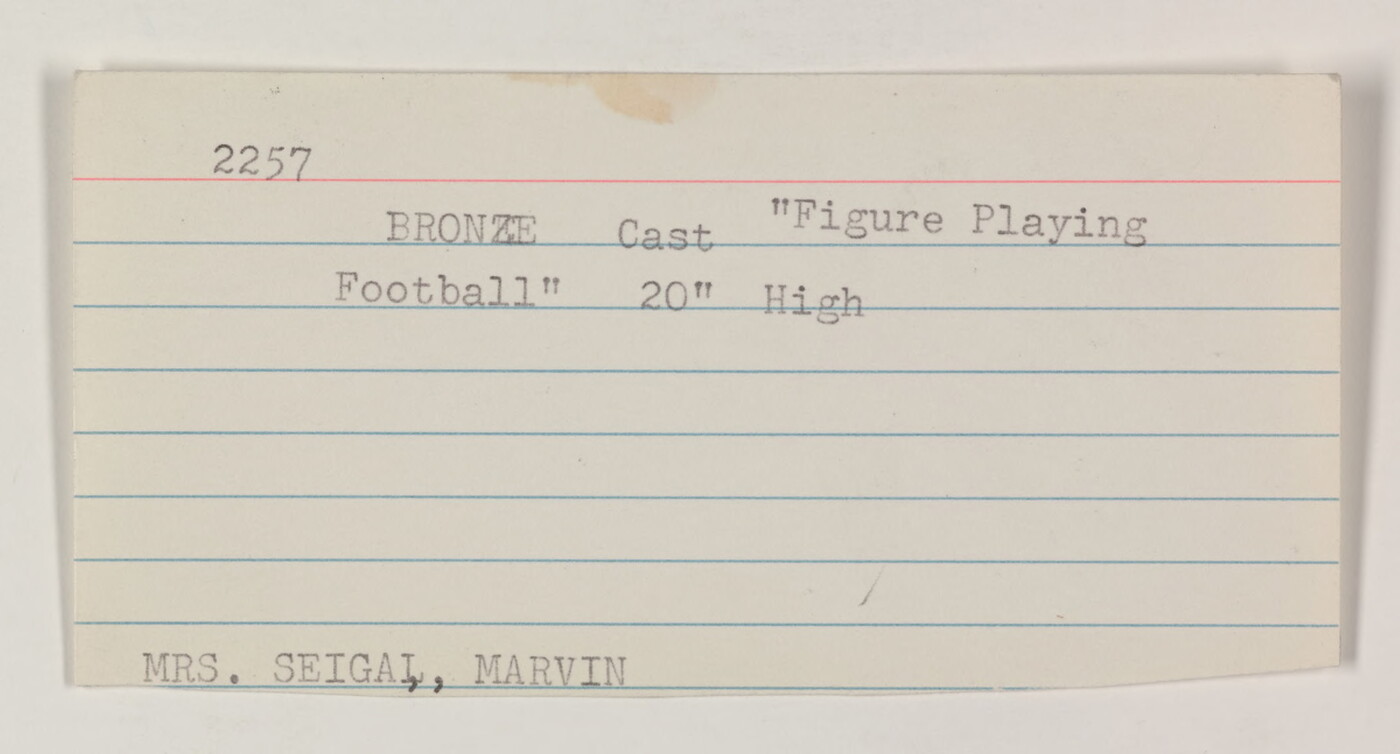 2257
BRONZE Cast "Figure Playing
Football" 20" High
MRS. SEIGAL, MARVIN